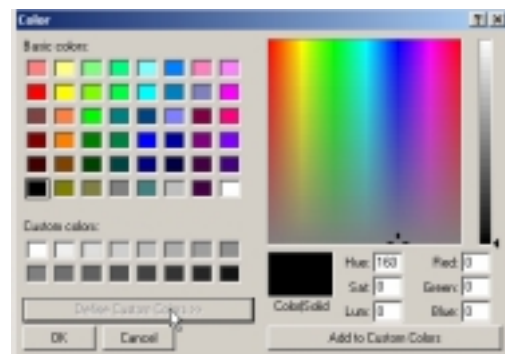 Color
Basic colors:
Custom colors:
Define Custom Colors >>
OK Cancel
Color|Solid
Hue: 160 Red: 0
Sat: 0 Green: 0
Lum: 0 Blue: 0
Add to Custom Colors